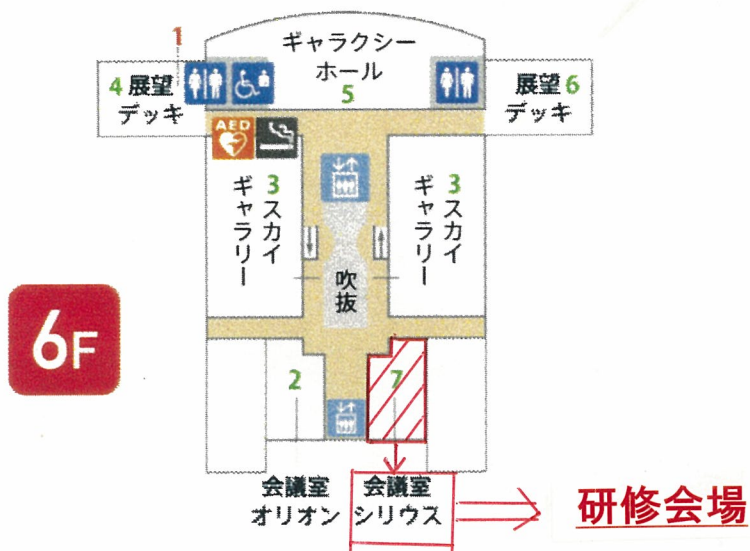 1
ギャラクシー
ホール
5
4 展望
デッキ
展望 6
デッキ
AED
3 スカイ
ギャラリー
3 スカイ
ギャラリー
吹抜
6F
2
7
会議室
オリオン
会議室
シリウス
研修会場